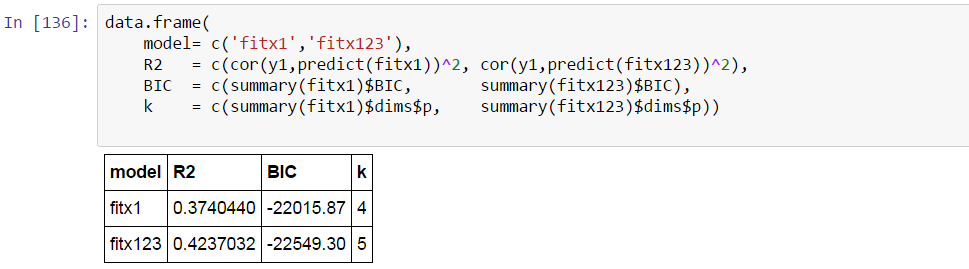 In [136]: data.frame(
model= c('fitx1','fitx123'),
R2 = c(cor(y1,predict(fitx1))^2, cor(y1,predict(fitx123))^2),
BIC = c(summary(fitx1)$BIC, summary(fitx123)$BIC),
k = c(summary(fitx1)$dims$p, summary(fitx123)$dims$p))
model R2 BIC k
fitx1 0.3740440 -22015.87 4
fitx123 0.4237032 -22549.30 5